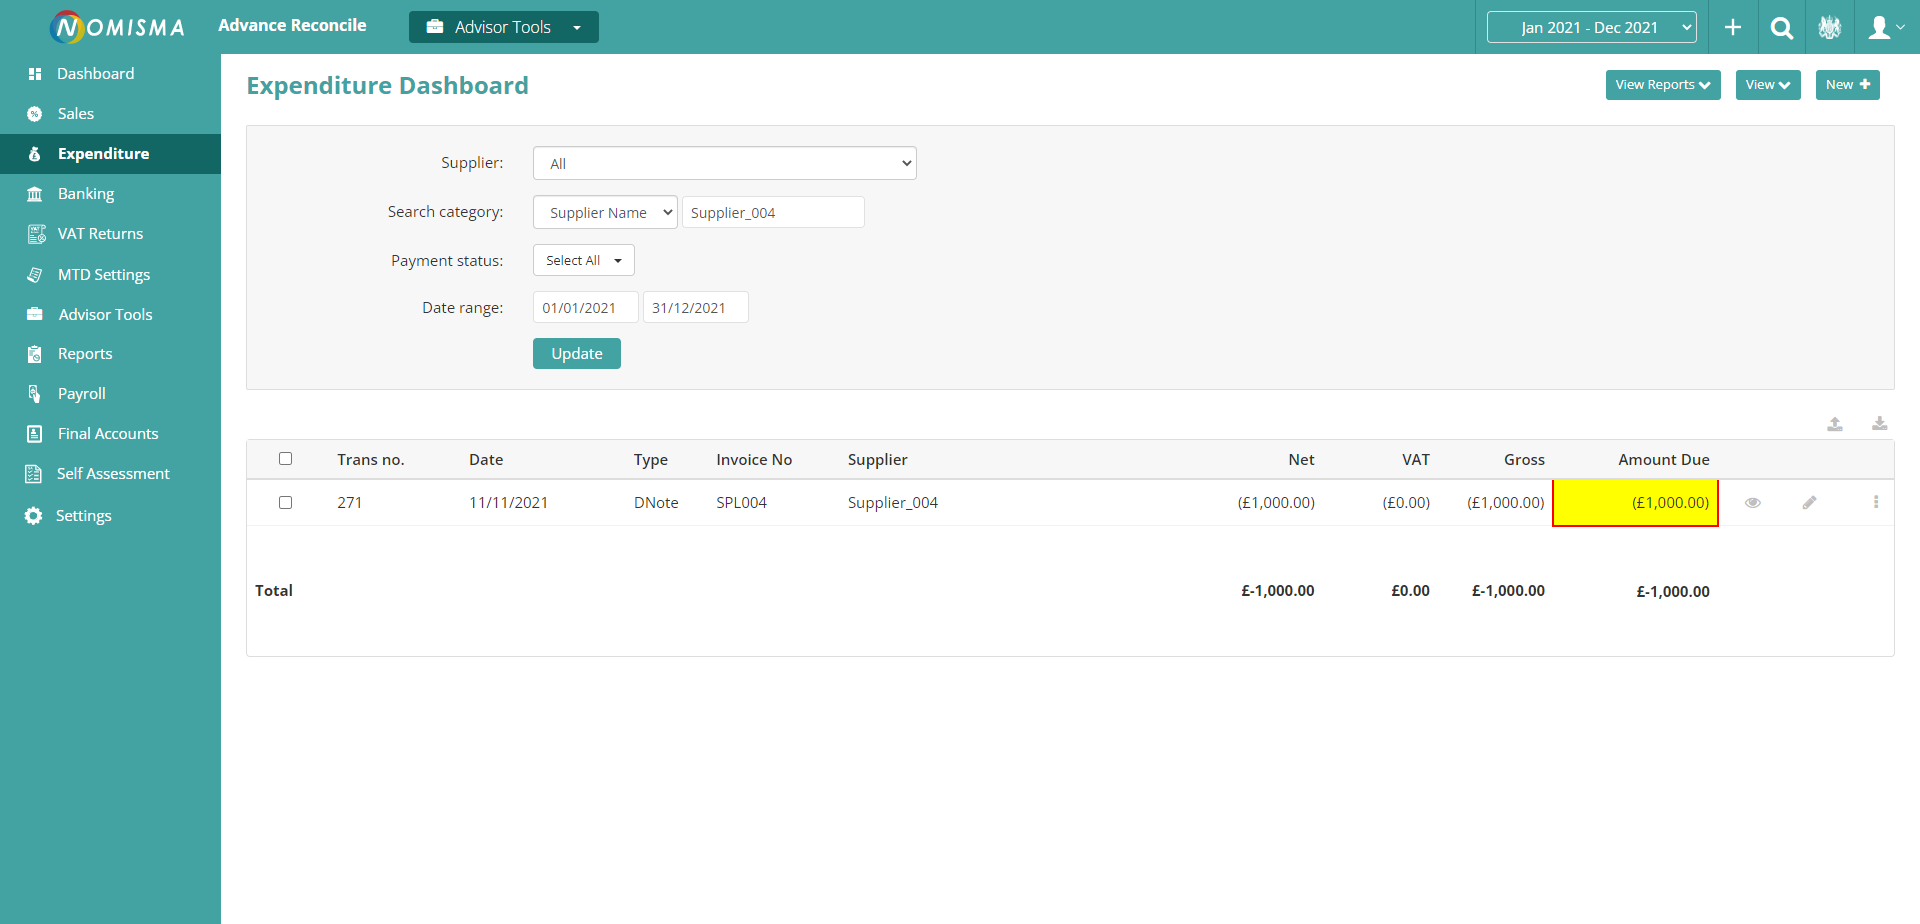 NOMISMA
Advance Reconcile
Advisor Tools
Jan 2021 - Dec 2021
Dashboard
Sales
Expenditure
Banking
VAT Returns
MTD Settings
Advisor Tools
Reports
Payroll
Final Accounts
Self Assessment
Settings
Expenditure Dashboard
View Reports
View
New
Supplier: All
Search category: Supplier Name Supplier_004
Payment status: Select All
Date range: 01/01/2021 31/12/2021
Update
Trans no. Date Type Invoice No Supplier Net VAT Gross Amount Due
271 11/11/2021 DNote SPL004 Supplier_004 (£1,000.00) (£0.00) (£1,000.00) (£1,000.00)
Total £-1,000.00 £0.00 £-1,000.00 £-1,000.00